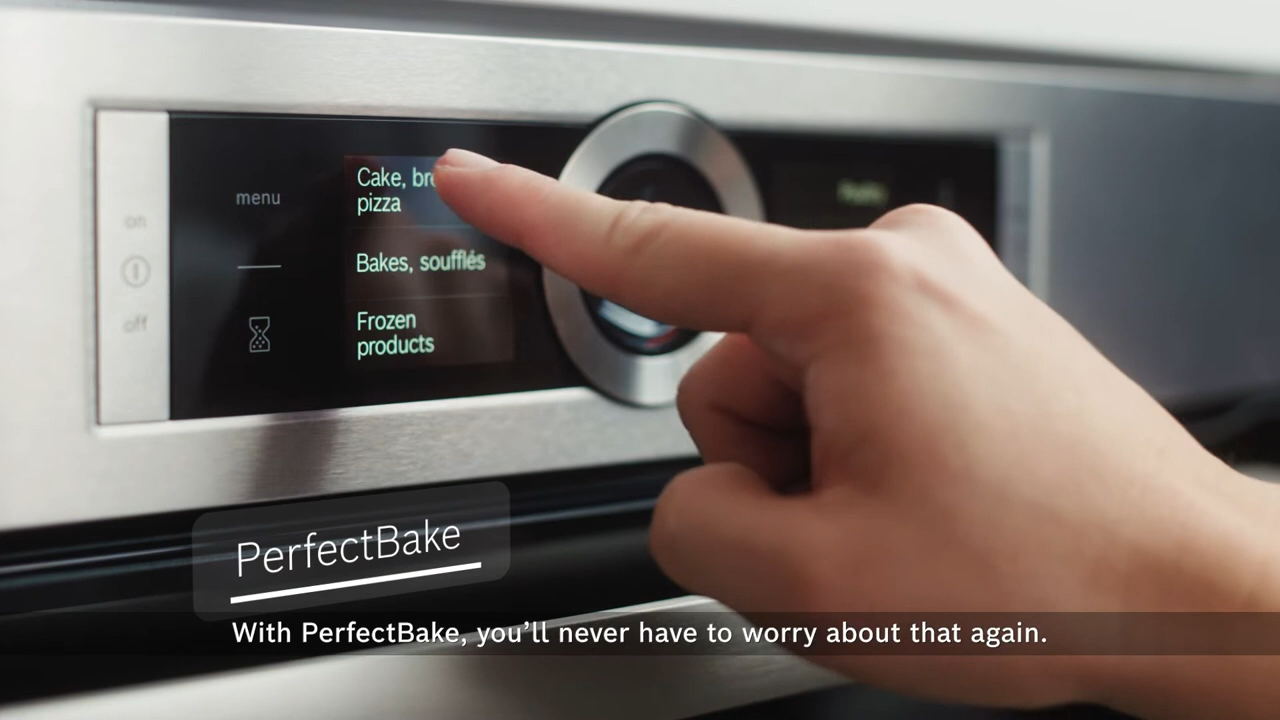 on
off
menu
Cake, bre
pizza
Bakes, soufflés
Frozen
products
PerfectBake
With PerfectBake, you'll never have to worry about that again.